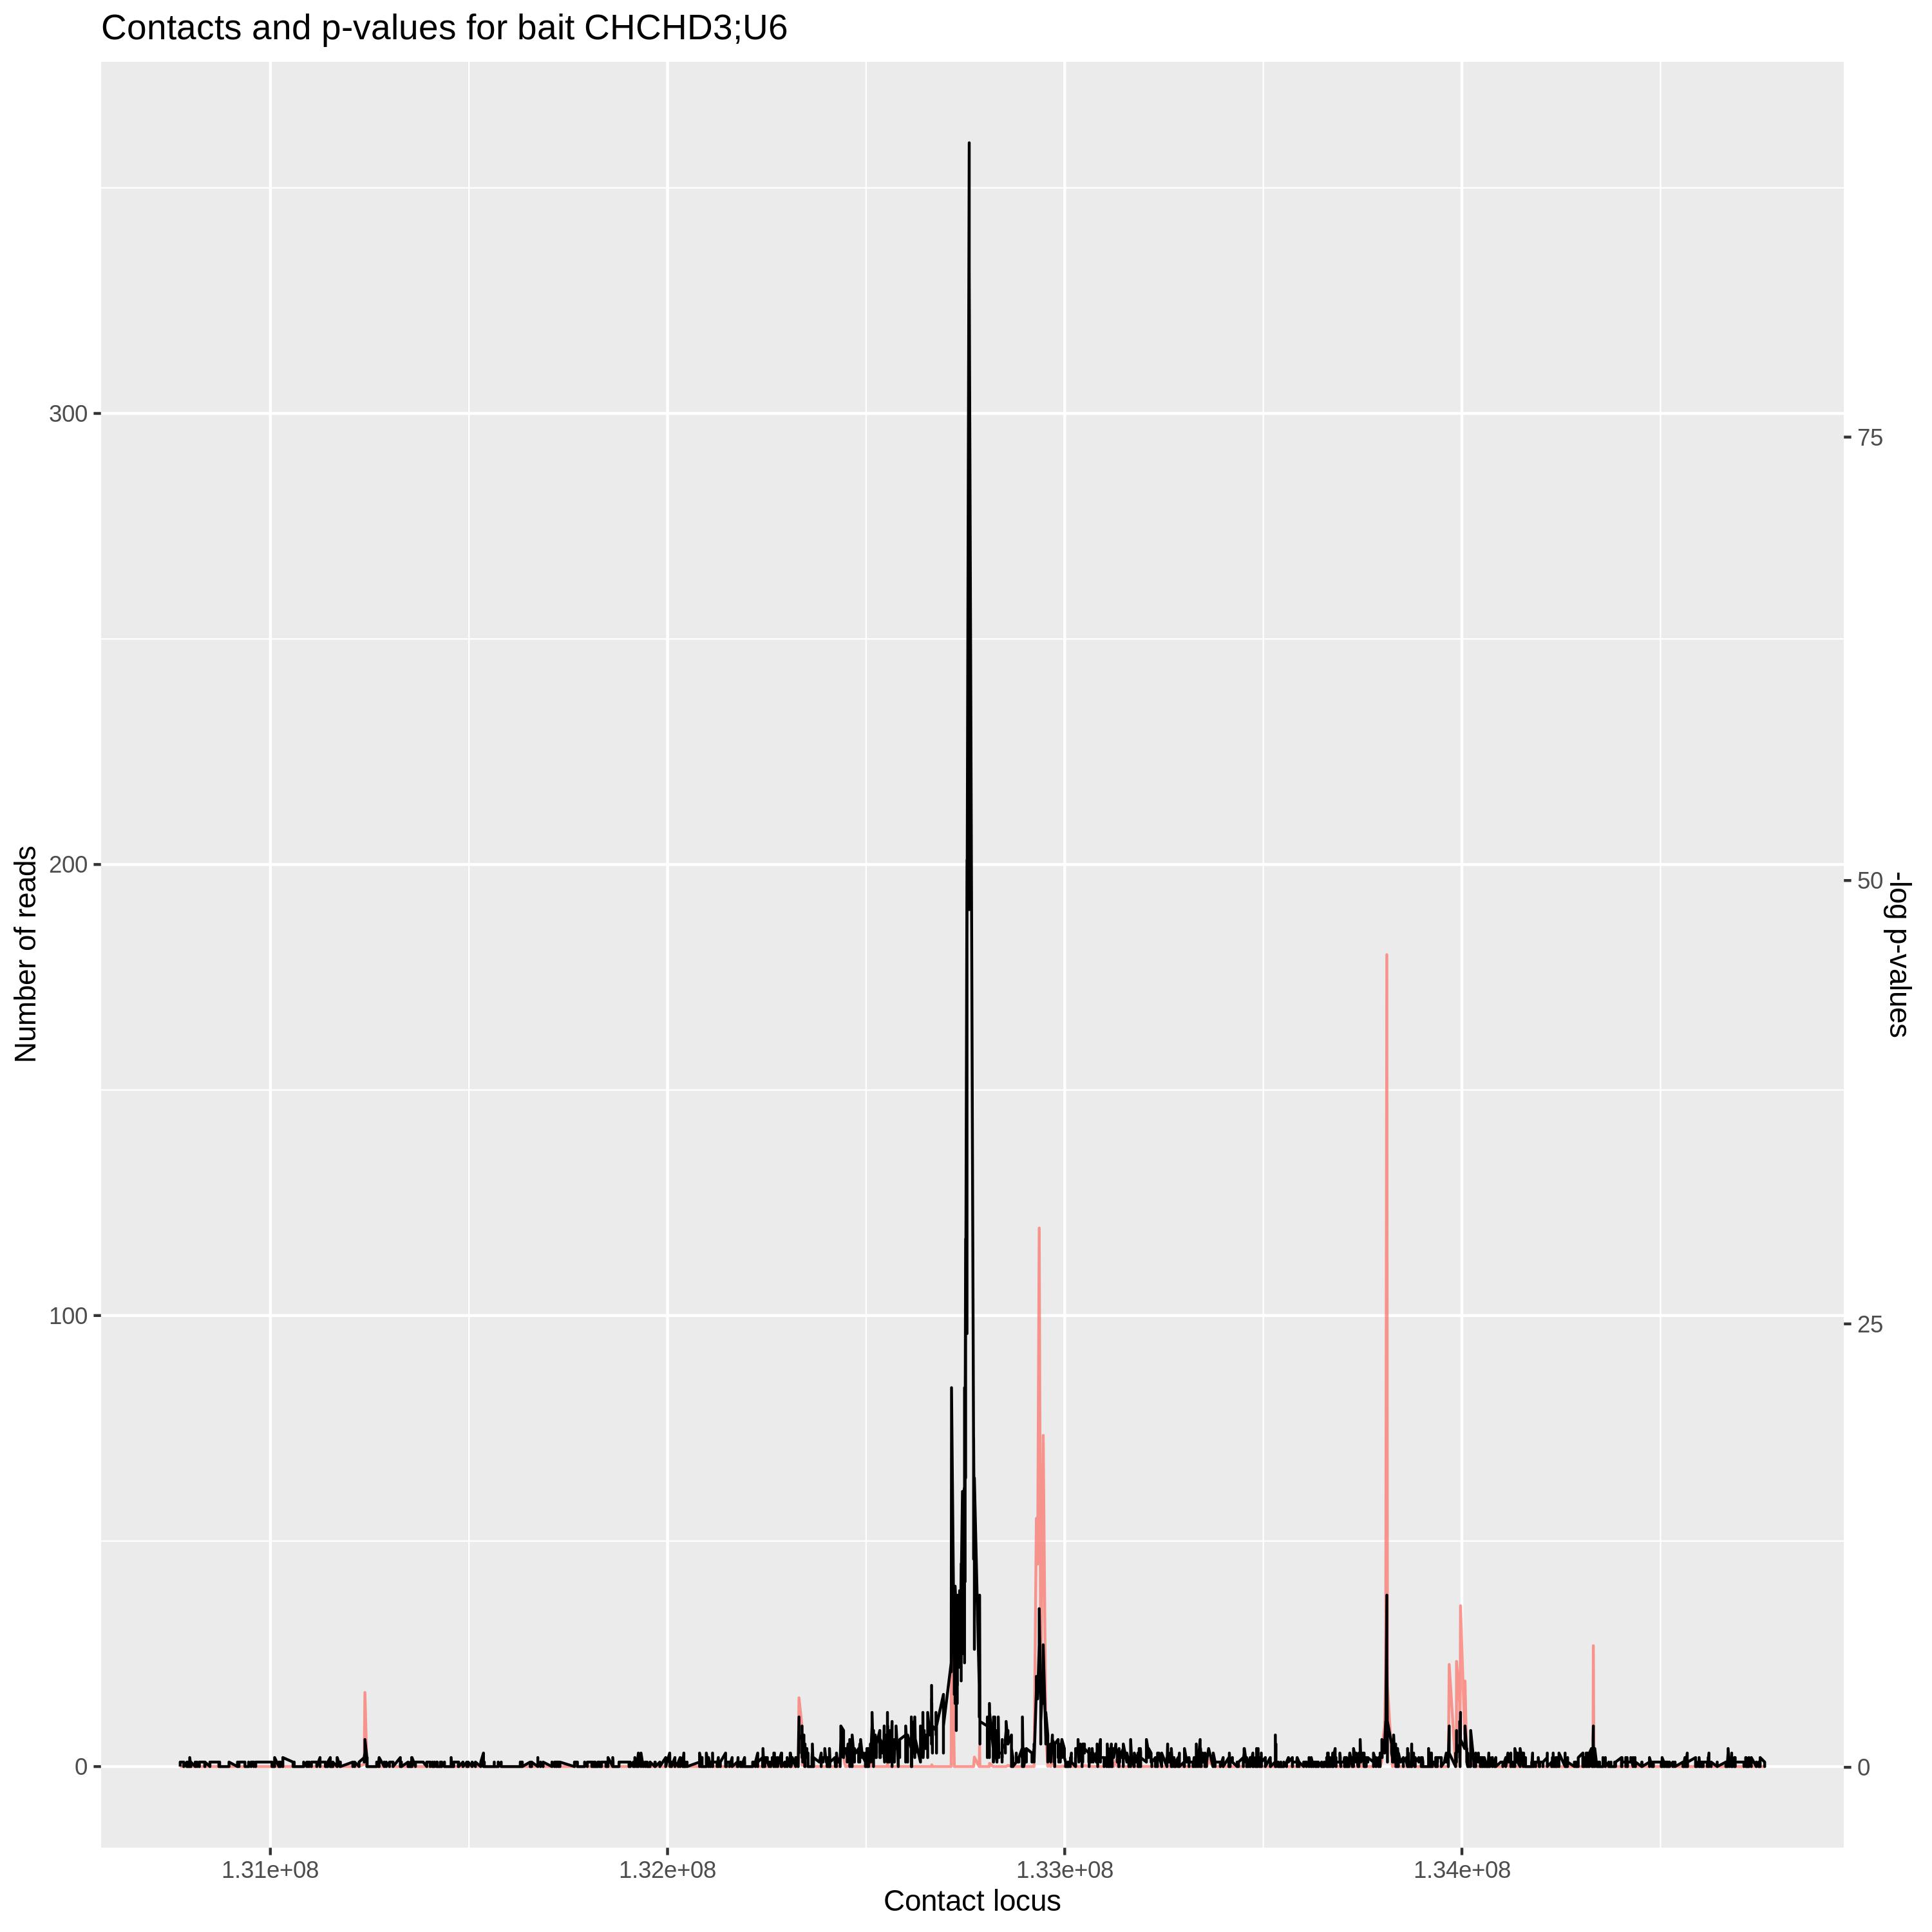 Contacts and p-values for bait CHCHD3;U6
300
200
100
0
Number of reads
75
50
25
0
-log p-values
1.31e+08 1.32e+08 1.33e+08 1.34e+08
Contact locus